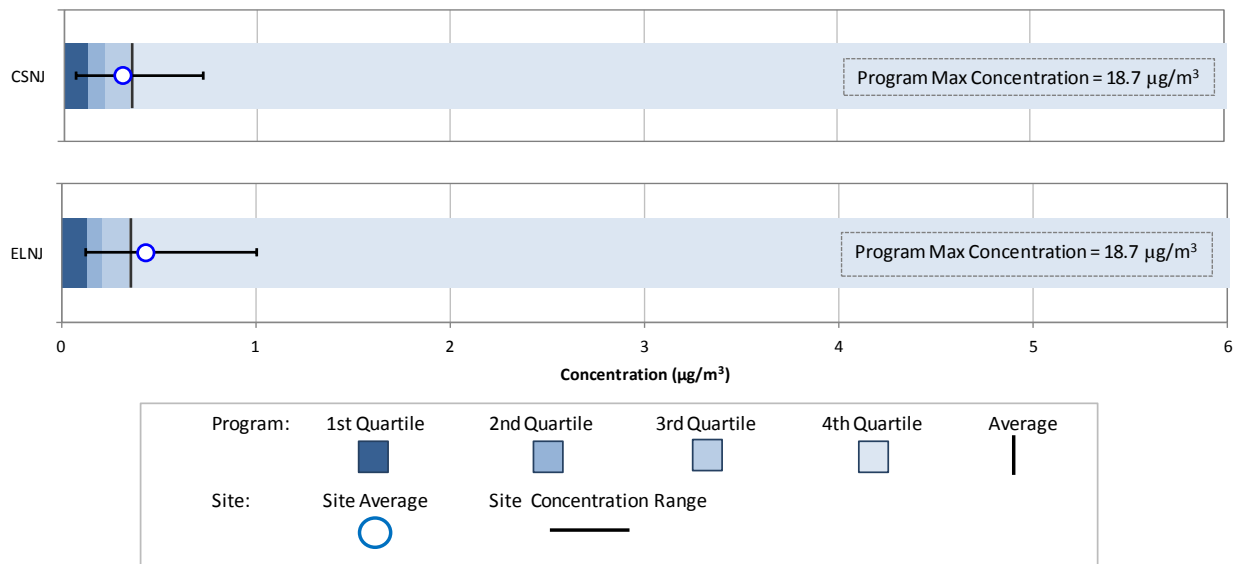 CSNJ
Program Max Concentration = 18.7 µg/m³
ELNJ
Program Max Concentration = 18.7 µg/m³
0 1 2 3 4 5 6
Concentration (µg/m³)
Program: 1st Quartile 2nd Quartile 3rd Quartile 4th Quartile Average
Site: Site Average Site Concentration Range